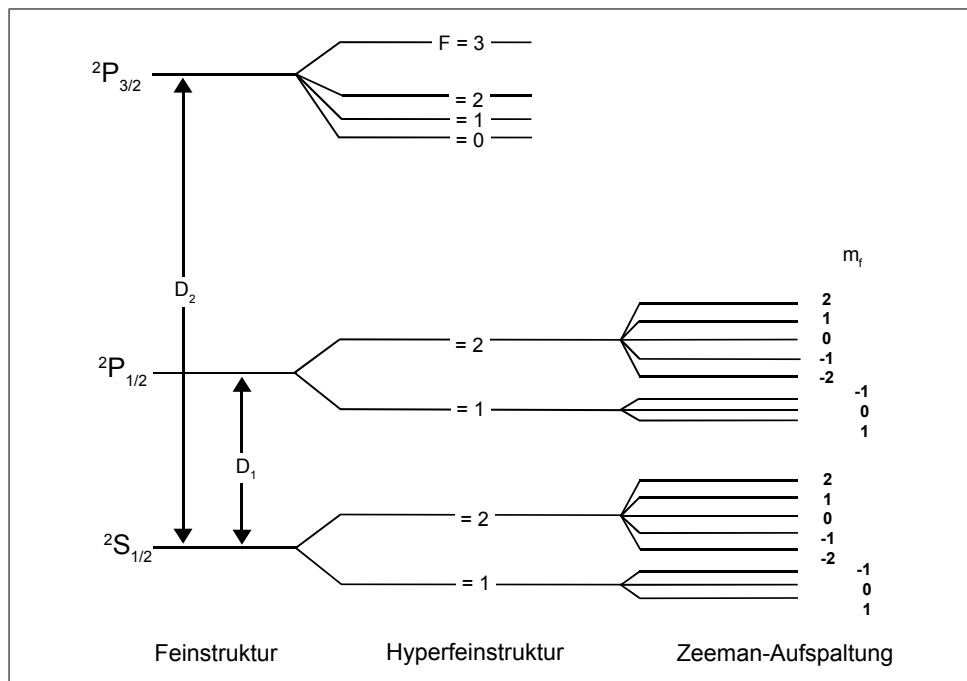 F = 3
²P₃/₂
= 2
= 1
= 0
m_f
D₂
2
1
0
-1
-2
= 2
²P₁/₂
-1
0
1
= 1
D₁
2
1
0
-1
-2
= 2
²S₁/₂
-1
0
1
= 1
Feinstruktur
Hyperfeinstruktur
Zeeman-Aufspaltung